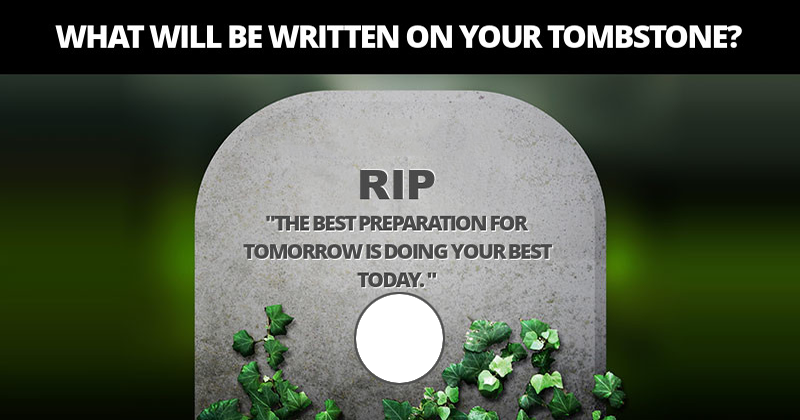 WHAT WILL BE WRITTEN ON YOUR TOMBSTONE?
RIP
"THE BEST PREPARATION FOR
TOMORROW IS DOING YOUR BEST
TODAY. "